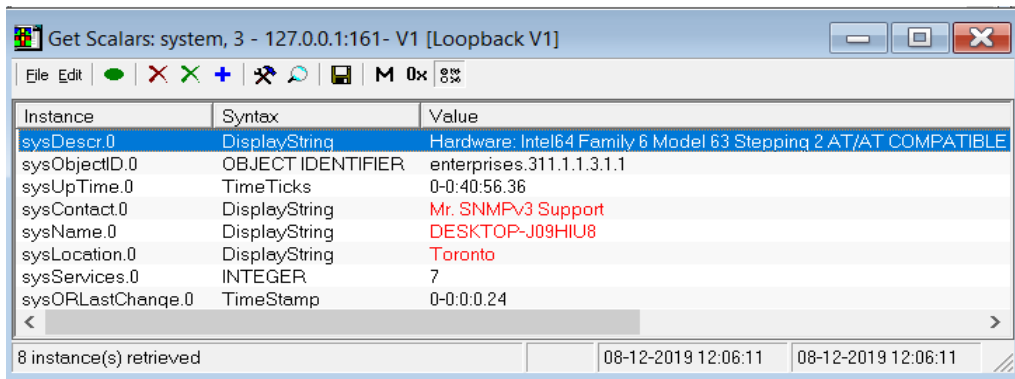 Get Scalars: system, 3 - 127.0.0.1:161- V1 [Loopback V1]
File Edit M 0x
Instance Syntax Value
sysDescr.0 DisplayString Hardware: Intel64 Family 6 Model 63 Stepping 2 AT/AT COMPATIBLE
sysObjectID.0 OBJECT IDENTIFIER enterprises.311.1.1.3.1.1
sysUpTime.0 TimeTicks 0-0:40:56.36
sysContact.0 DisplayString Mr. SNMPv3 Support
sysName.0 DisplayString DESKTOP-J09HIU8
sysLocation.0 DisplayString Toronto
sysServices.0 INTEGER 7
sysORLastChange.0 TimeStamp 0-0:0:0.24
8 instance(s) retrieved 08-12-2019 12:06:11 08-12-2019 12:06:11